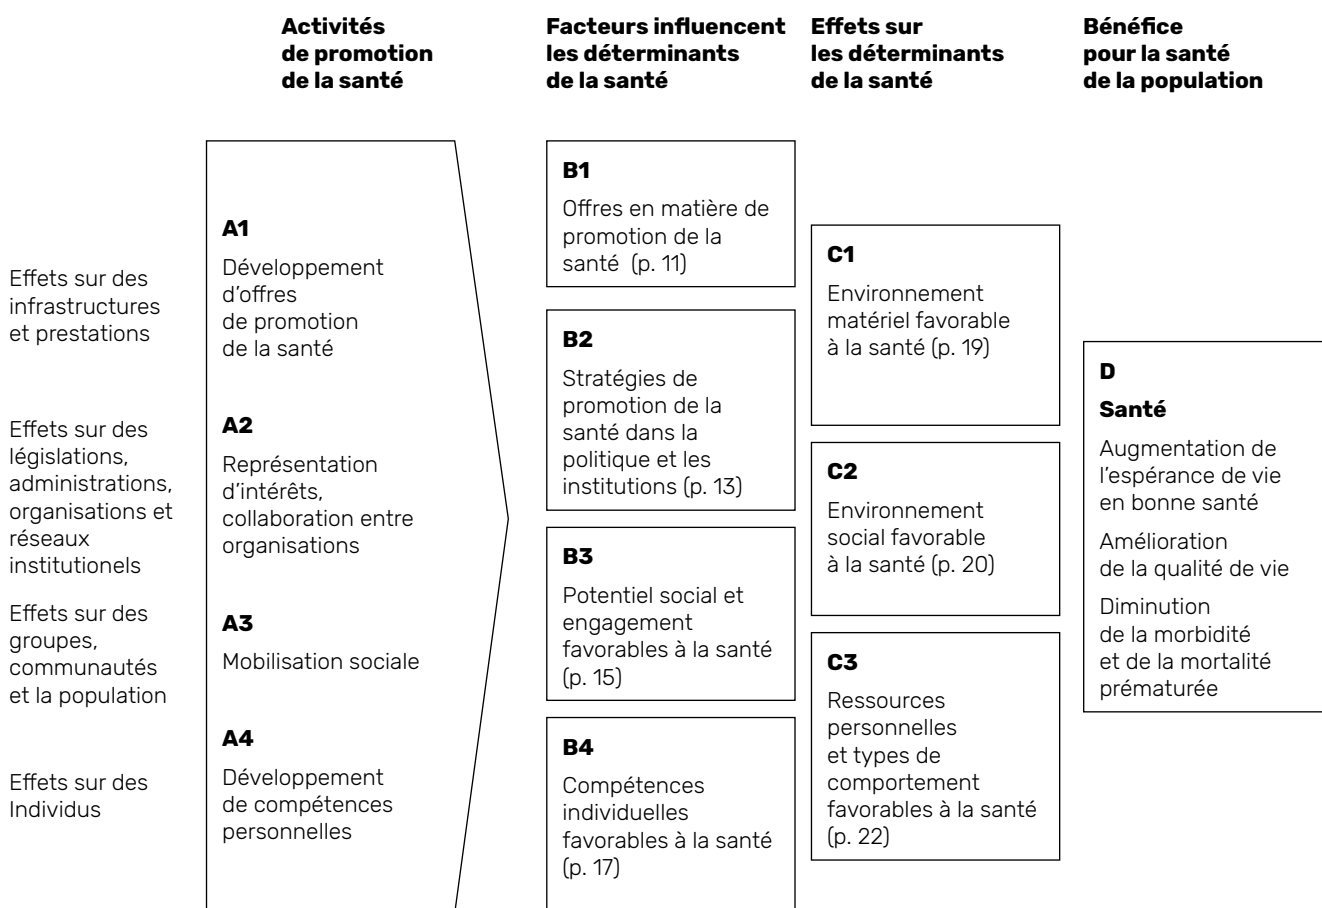 Activités
de promotion
de la santé
Facteurs influencent
les déterminants
de la santé
Effets sur
les déterminants
de la santé
Bénéfice
pour la santé
de la population
Effets sur des
infrastructures
et prestations
Effets sur des
législations,
administrations,
organisations et
réseaux
institutionels
Effets sur des
groupes,
communautés
et la population
Effets sur des
Individus
A1
Développement
d’offres
de promotion
de la santé
A2
Représentation
d’intérêts,
collaboration entre
organisations
A3
Mobilisation sociale
A4
Développement
de compétences
personnelles
B1
Offres en matière de
promotion de la
santé (p. 11)
B2
Stratégies de
promotion de la
santé dans la
politique et les
institutions (p. 13)
B3
Potentiel social et
engagement
favorables à la santé
(p. 15)
B4
Compétences
individuelles
favorables à la santé
(p. 17)
C1
Environnement
matériel favorable
à la santé (p. 19)
C2
Environnement
social favorable
à la santé (p. 20)
C3
Ressources
personnelles
et types de
comportement
favorables à la santé
(p. 22)
D
Santé
Augmentation de
l’espérance de vie
en bonne santé
Amélioration
de la qualité de vie
Diminution
de la morbidité
et de la mortalité
prématurée